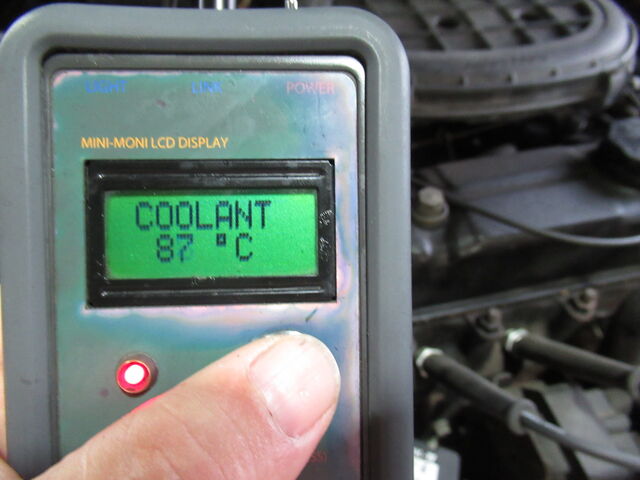 LIGHT LINK POWER
MINI-MONI LCD DISPLAY
COOLANT
87 °C